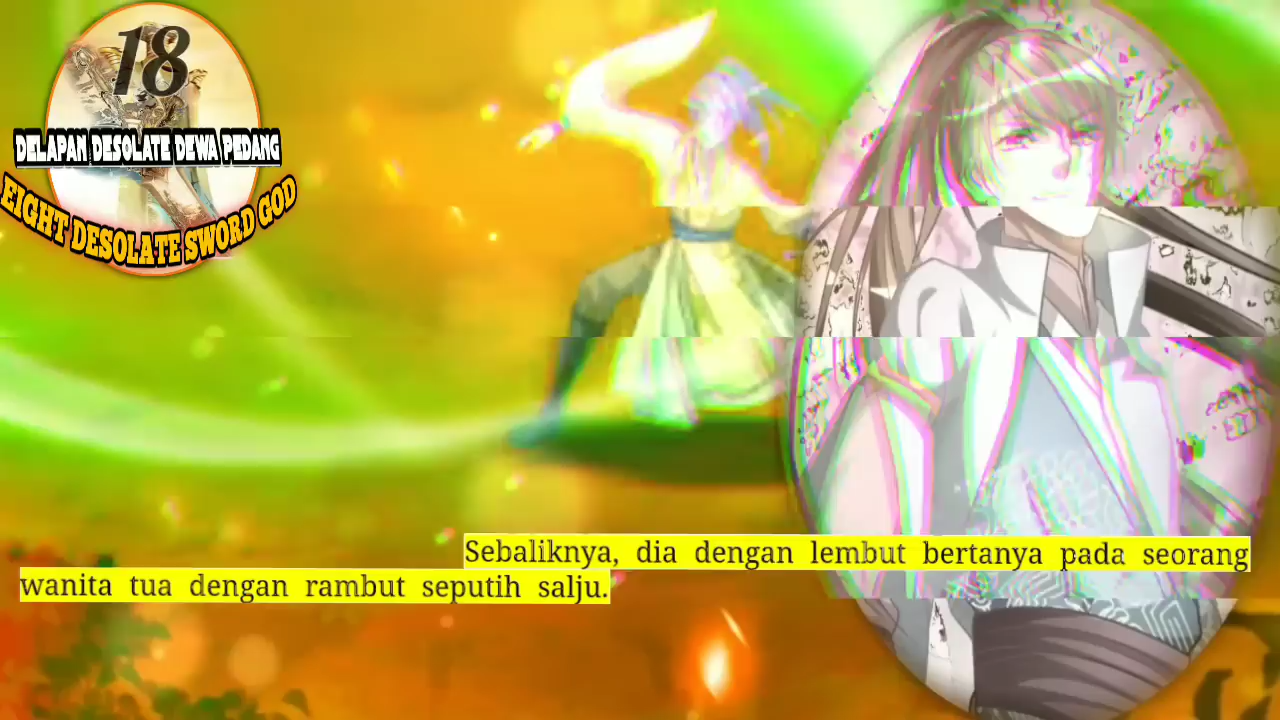 18
DELAPAN DESOLATE DEWA PEDANG
EIGHT DESOLATE SWORD GOD
Sebaliknya, dia dengan lembut bertanya pada seorang
wanita tua dengan rambut seputih salju.